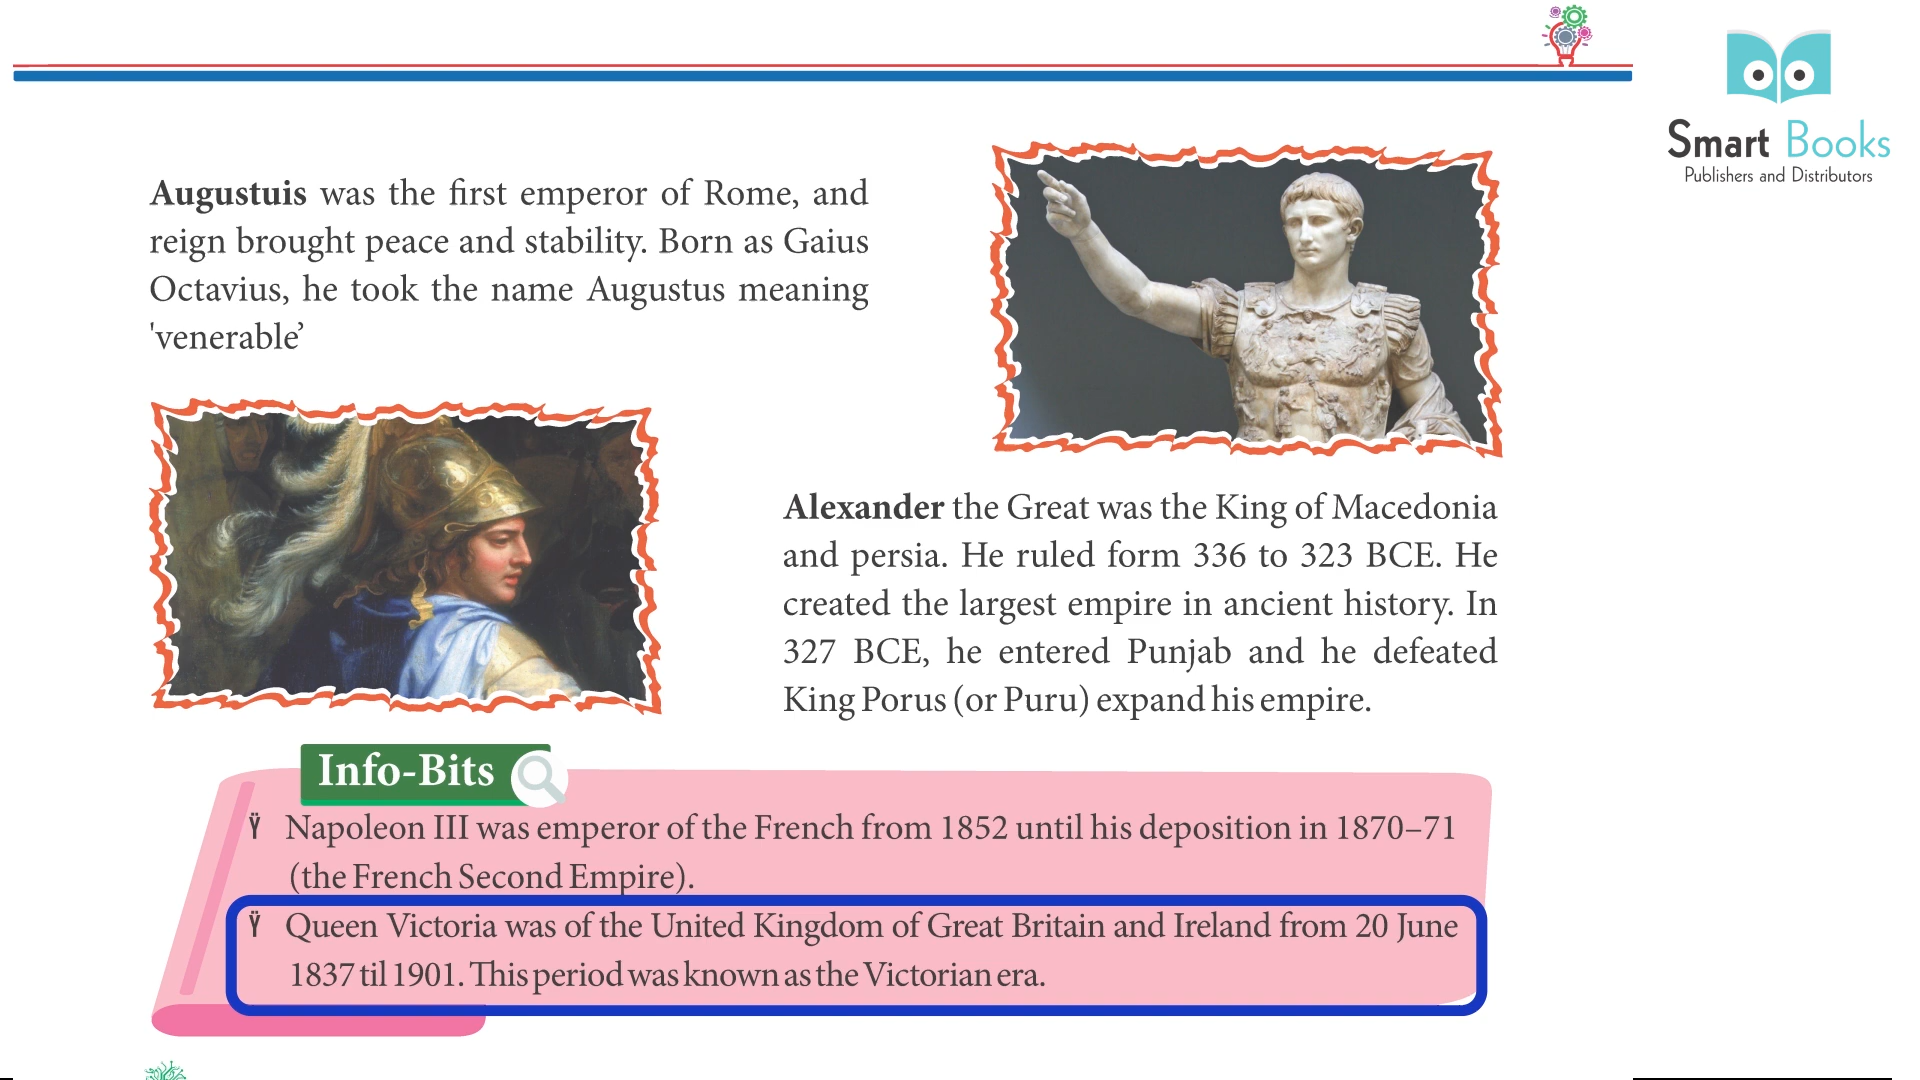 Smart Books
Publishers and Distributors
Augustuis was the first emperor of Rome, and
reign brought peace and stability. Born as Gaius
Octavius, he took the name Augustus meaning
'venerable’
Alexander the Great was the King of Macedonia
and persia. He ruled form 336 to 323 BCE. He
created the largest empire in ancient history. In
327 BCE, he entered Punjab and he defeated
King Porus (or Puru) expand his empire.
Info-Bits
Ÿ Napoleon III was emperor of the French from 1852 until his deposition in 1870–71
(the French Second Empire).
Ÿ Queen Victoria was of the United Kingdom of Great Britain and Ireland from 20 June
1837 til 1901. This period was known as the Victorian era.